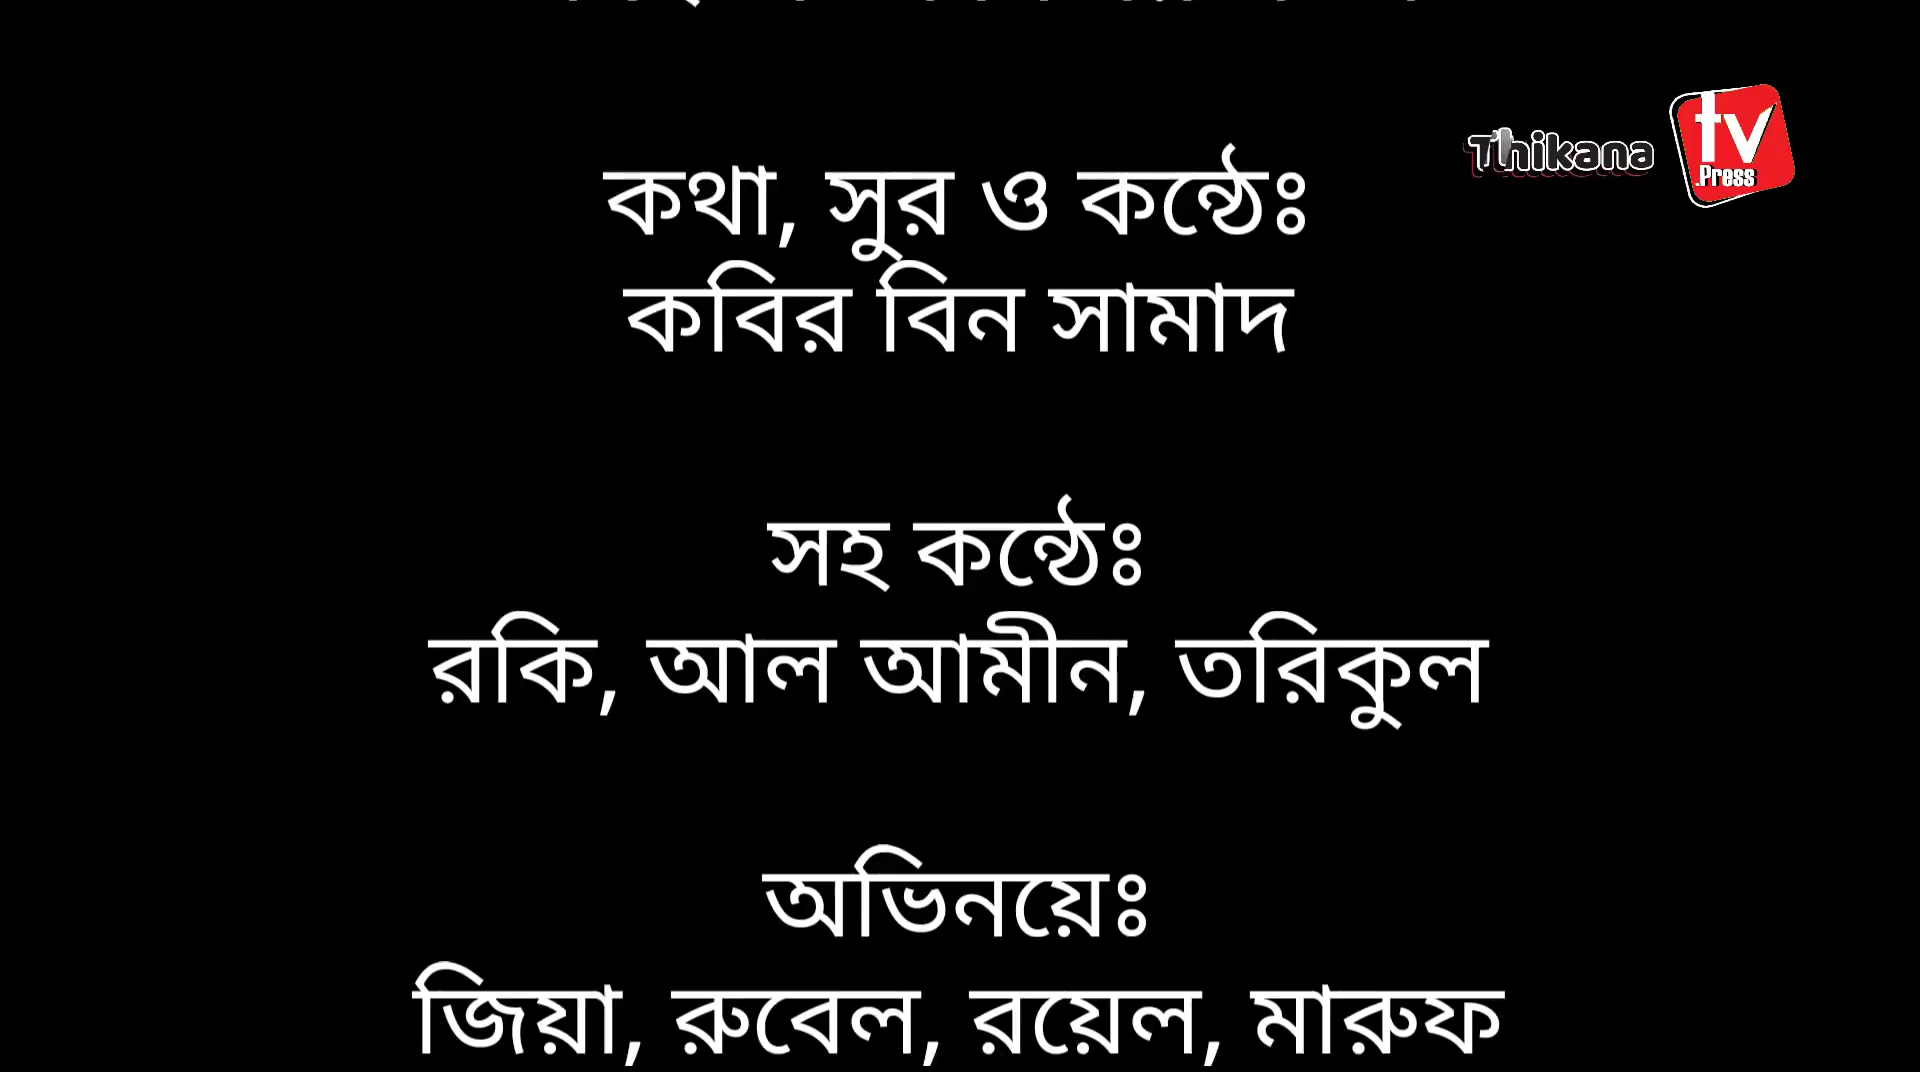 Thikana
tv
.Press
কথা, সুর ও কন্ঠেঃ
কবির বিন সামাদ
সহ কন্ঠেঃ
রকি, আল আমীন, তরিকুল
অভিনয়েঃ
জিয়া, রুবেল, রয়েল, মারুফ